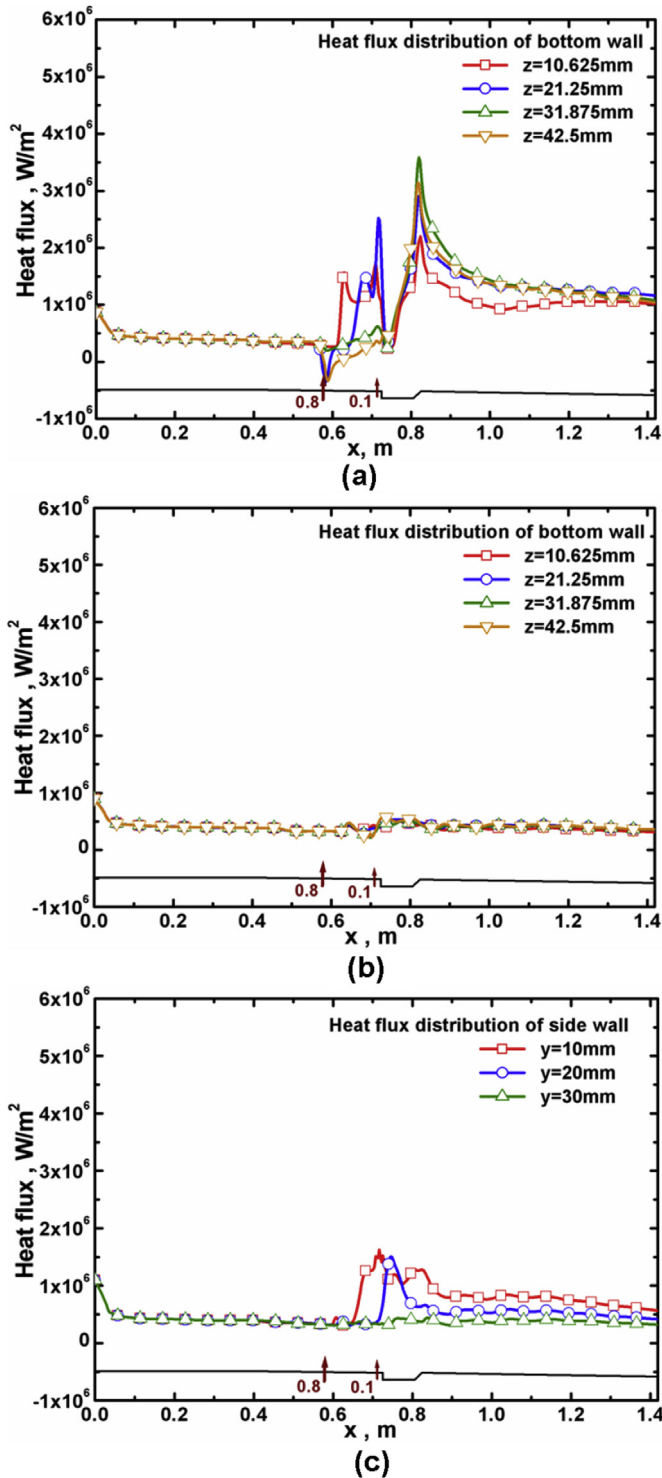 Heat flux distribution of bottom wall
z=10.625mm
z=21.25mm
z=31.875mm
z=42.5mm
6x10⁶
5x10⁶
4x10⁶
3x10⁶
2x10⁶
1x10⁶
0
-1x10⁶
Heat flux , W/m²
0.8
0.1
0.0 0.2 0.4 0.6 0.8 1.0 1.2 1.4
x, m
(a)
Heat flux distribution of bottom wall
z=10.625mm
z=21.25mm
z=31.875mm
z=42.5mm
6x10⁶
5x10⁶
4x10⁶
3x10⁶
2x10⁶
1x10⁶
0
-1x10⁶
Heat flux , W/m²
0.8
0.1
0.0 0.2 0.4 0.6 0.8 1.0 1.2 1.4
x , m
(b)
Heat flux distribution of side wall
y=10mm
y=20mm
y=30mm
6x10⁶
5x10⁶
4x10⁶
3x10⁶
2x10⁶
1x10⁶
0
-1x10⁶
Heat flux , W/m²
0.8
0.1
0.0 0.2 0.4 0.6 0.8 1.0 1.2 1.4
x, m
(c)